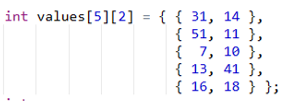 int values[5][2] = { { 31, 14 },
{ 51, 11 },
{ 7, 10 },
{ 13, 41 },
{ 16, 18 } };